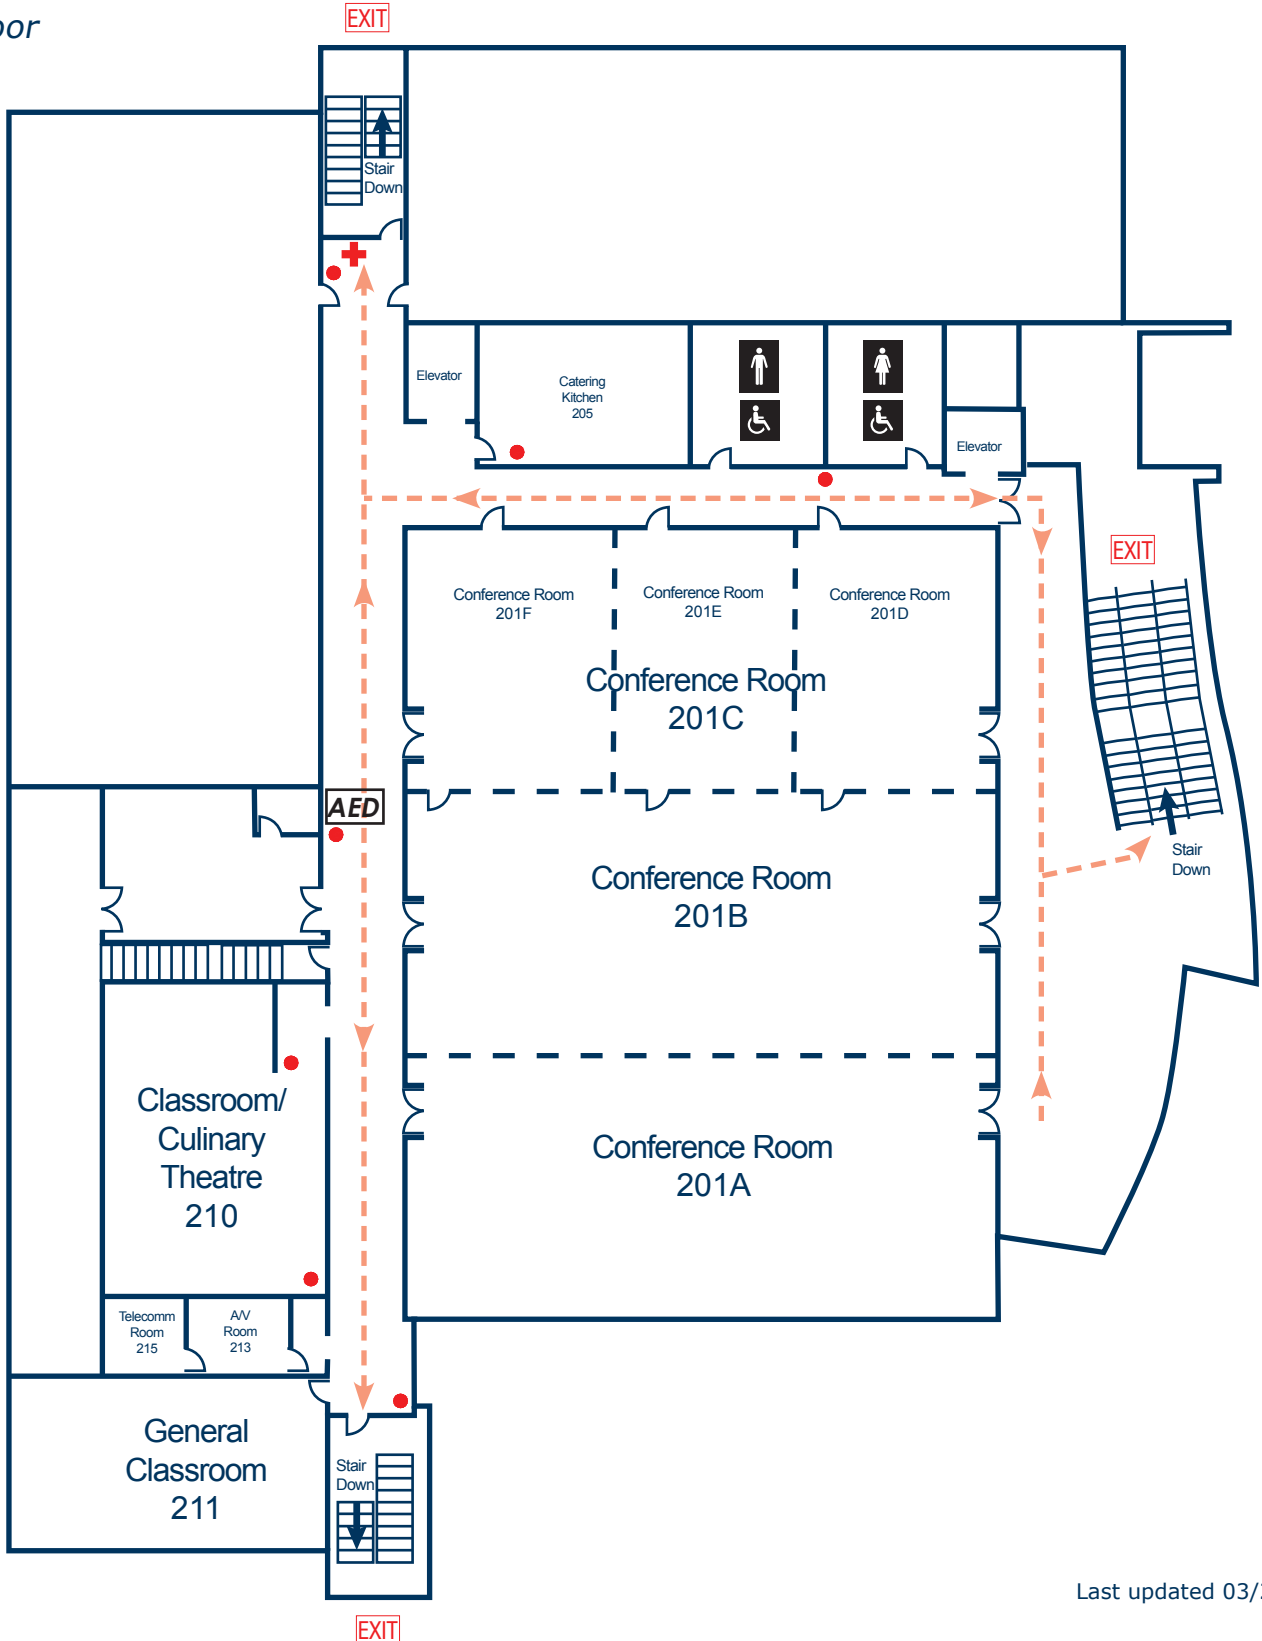 EXIT
Stair
Down
Elevator
Catering
Kitchen
205
Elevator
EXIT
Conference Room
201F
Conference Room
201E
Conference Room
201D
Conference Room
201C
AED
Stair
Down
Conference Room
201B
Classroom/
Culinary
Theatre
210
Conference Room
201A
Telecomm
Room
215
A/V
Room
213
General
Classroom
211
Stair
Down
Last updated 03/
EXIT